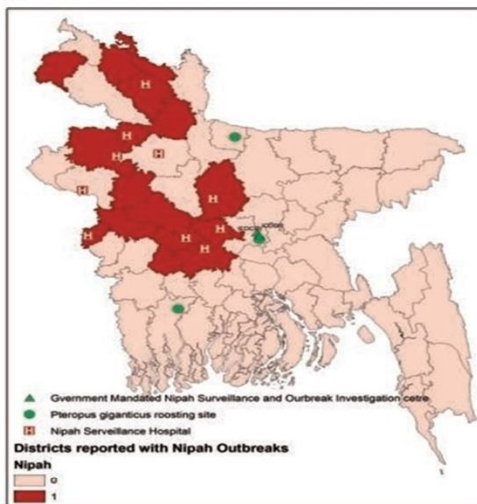 H
H
H
H
H
H
H
H
H
H
▲ Gvernment Mandated Nipah Surveillance and Ourbreak Investigation cetre
● Pteropus giganticus roosting site
H Nipah Serveillance Hospital
Districts reported with Nipah Outbreaks
Nipah
0
1